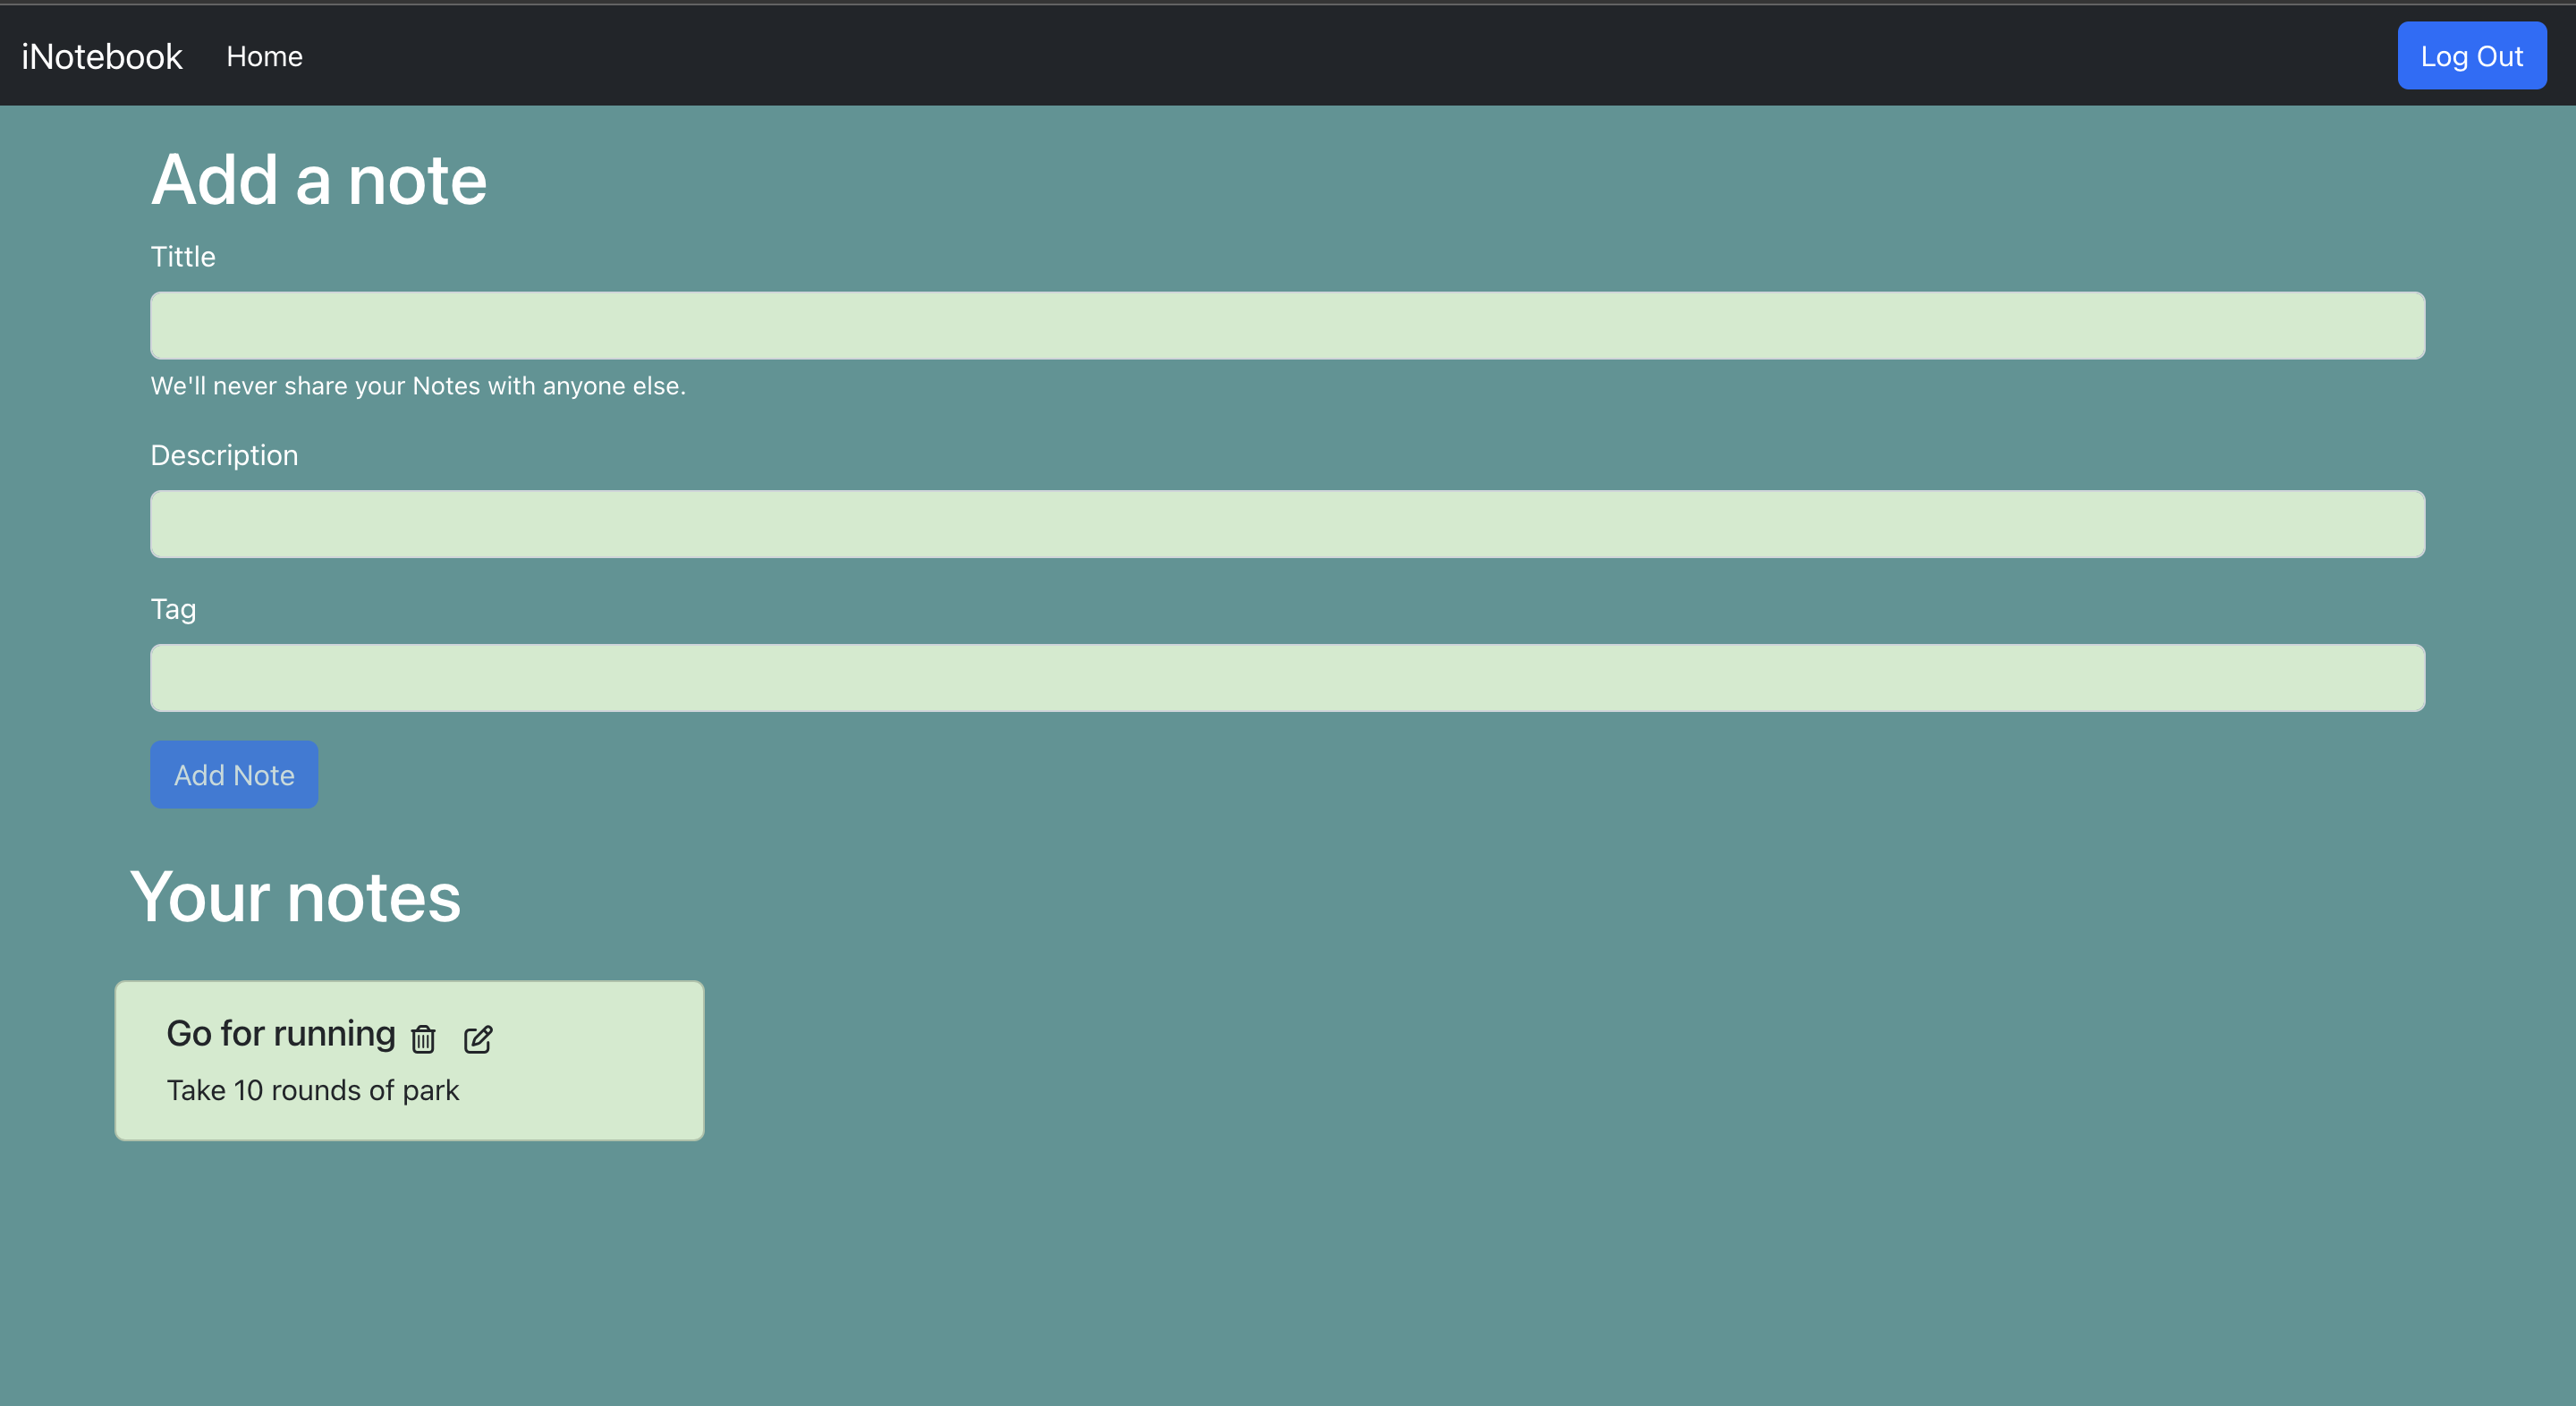 iNotebook Home Log Out
Add a note
Tittle
We'll never share your Notes with anyone else.
Description
Tag
Add Note
Your notes
Go for running
Take 10 rounds of park